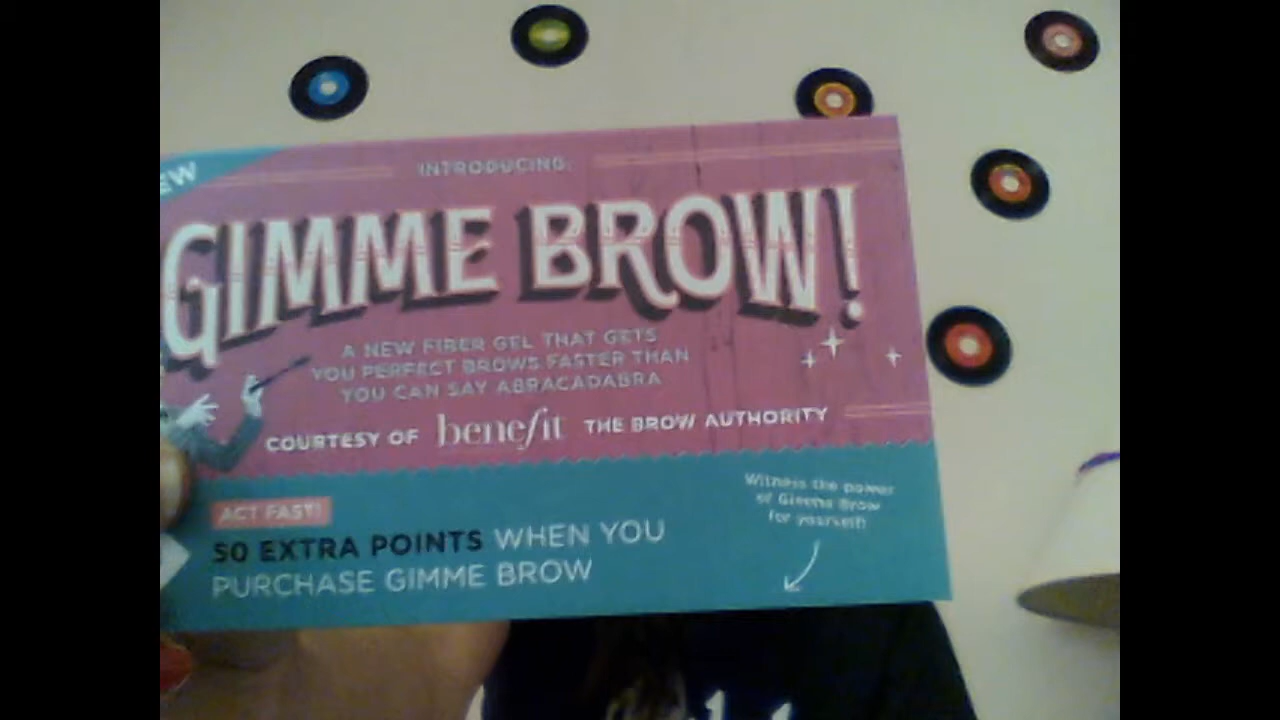 EW
INTRODUCING:
GIMME BROW!
A NEW FIBER GEL THAT GETS
YOU PERFECT BROWS FASTER THAN
YOU CAN SAY ABRACADABRA
COURTESY OF benefit THE BROW AUTHORITY
Witness the power
of Gimme Brow
for yourself!
ACT FAST!
50 EXTRA POINTS WHEN YOU
PURCHASE GIMME BROW